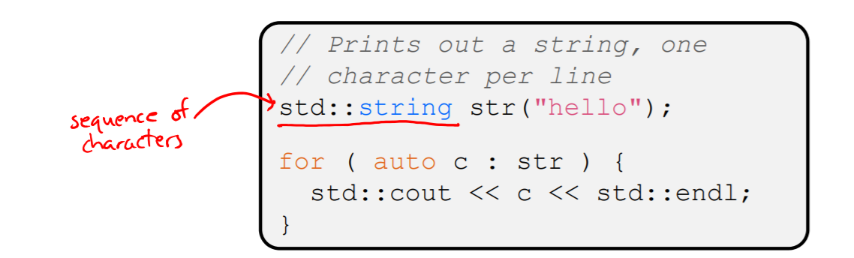 // Prints out a string, one
// character per line
std::string str("hello");
sequence of
characters
for ( auto c : str ) {
  std::cout << c << std::endl;
}